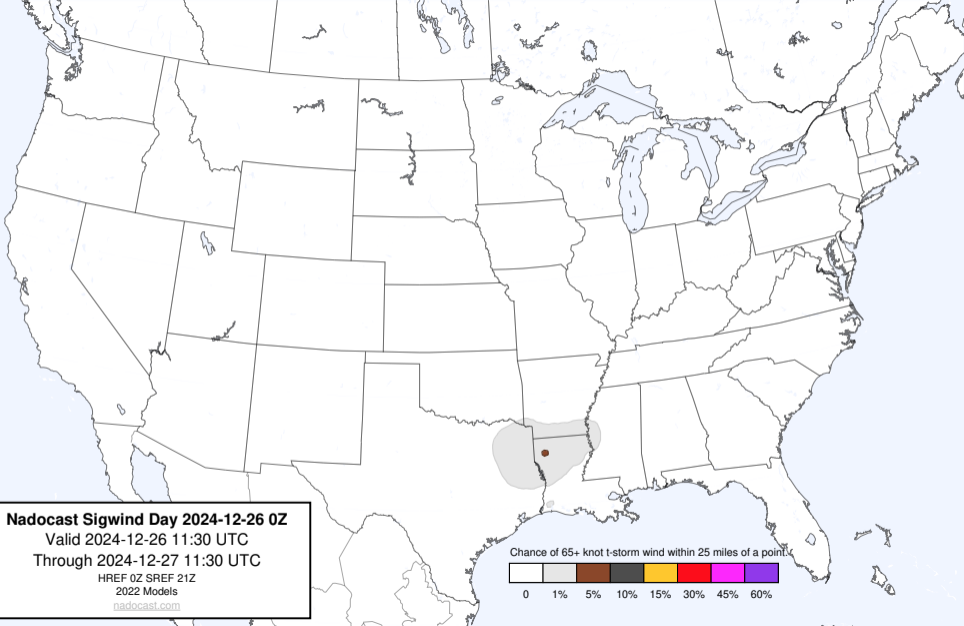 Nadocast Sigwind Day 2024-12-26 0Z
Valid 2024-12-26 11:30 UTC
Through 2024-12-27 11:30 UTC
HREF 0Z SREF 21Z
2022 Models
nadocast.com
Chance of 65+ knot t-storm wind within 25 miles of a point.
0 1% 5% 10% 15% 30% 45% 60%